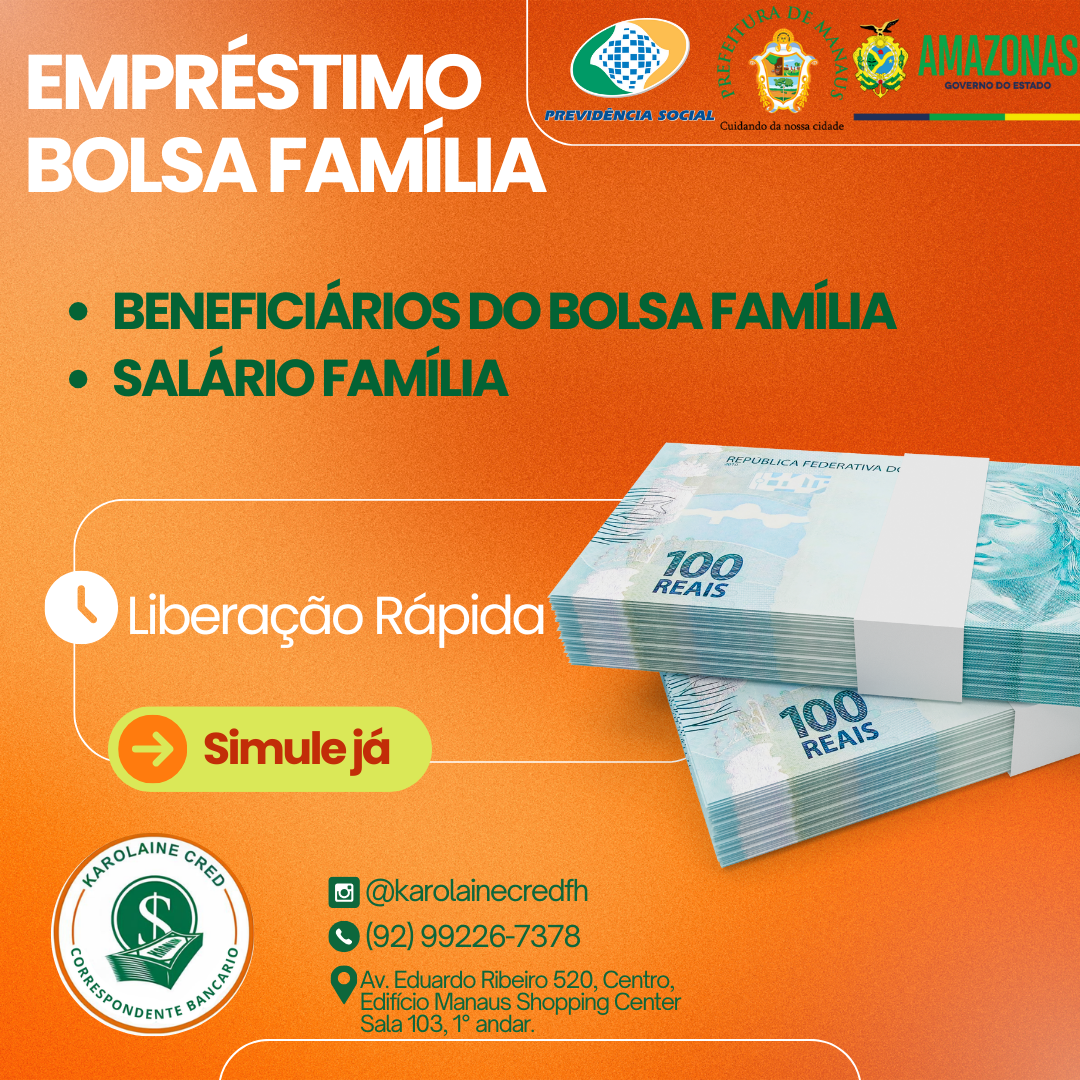 EMPRÉSTIMO
BOLSA FAMÍLIA
PREVIDÊNCIA SOCIAL
PREFEITURA DE MANAUS
Cuidando da nossa cidade
AMAZONAS
GOVERNO DO ESTADO
BENEFICIÁRIOS DO BOLSA FAMÍLIA
SALÁRIO FAMÍLIA
REPÚBLICA FEDERATIVA DO
100
REAIS
Liberação Rápida
100
REAIS
Simule já
KAROLAINE CRED
CORRESPONDENTE BANCARIO
@karolainecredfh
(92) 99226-7378
Av. Eduardo Ribeiro 520, Centro,
Edifício Manaus Shopping Center
Sala 103, 1° andar.